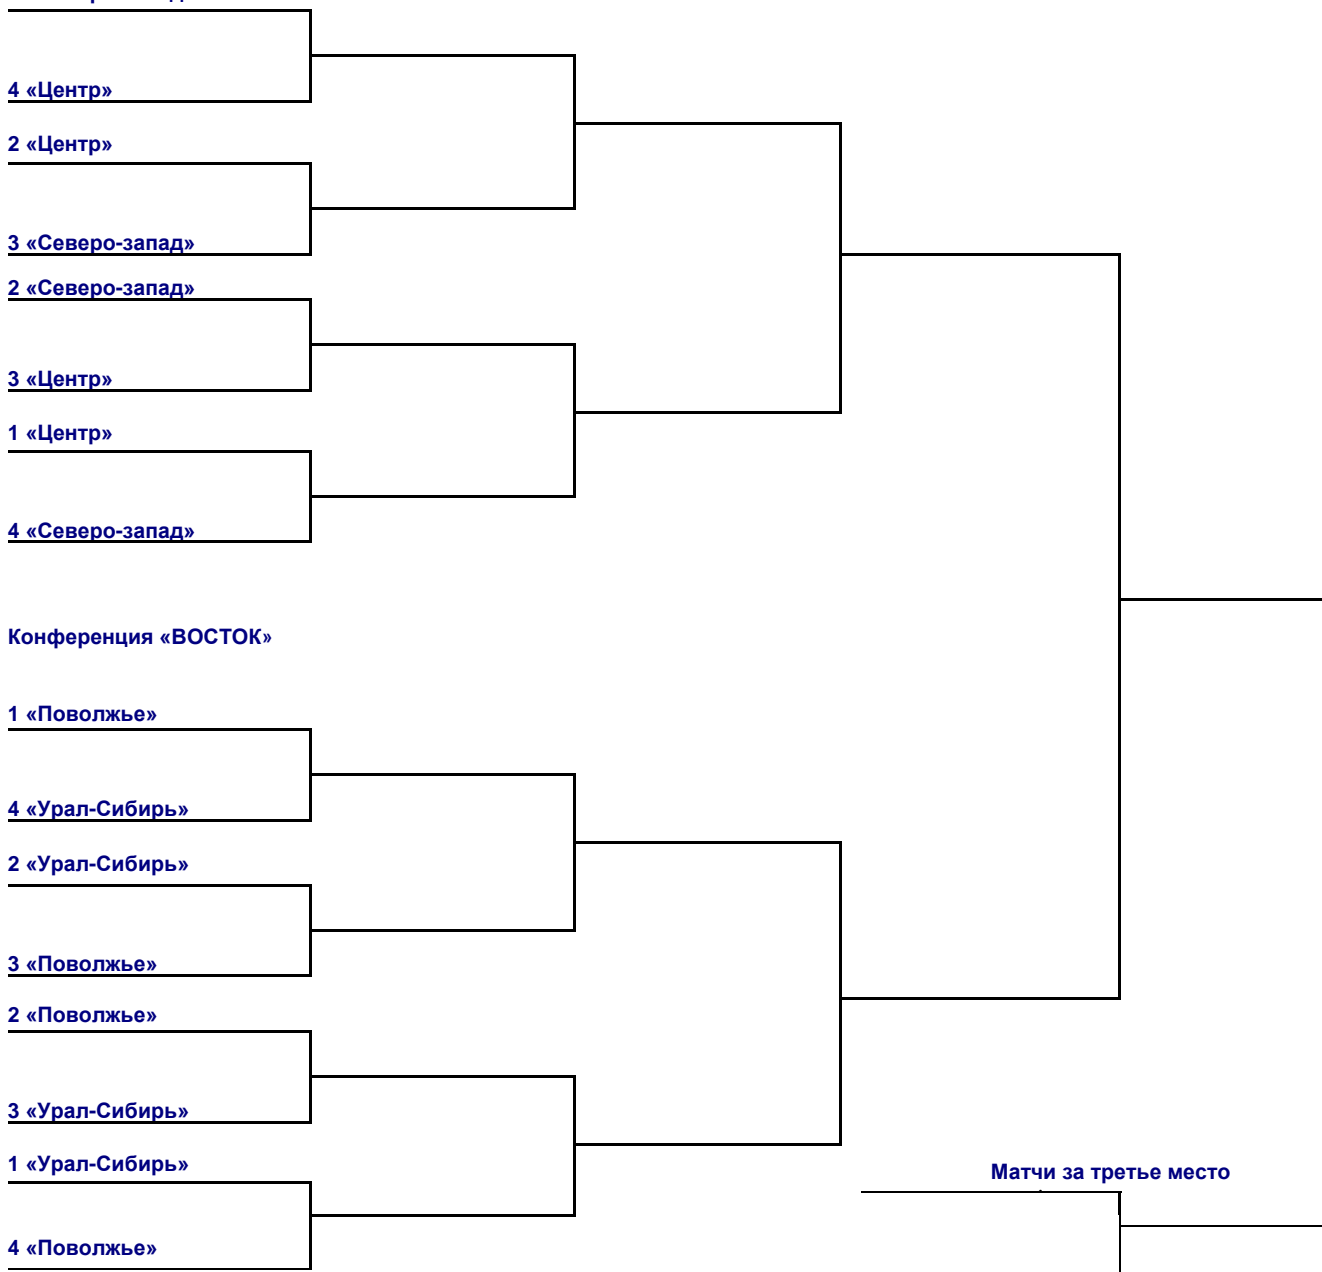 4 «Центр»
2 «Центр»
3 «Северо-запад»
2 «Северо-запад»
3 «Центр»
1 «Центр»
4 «Северо-запад»
Конференция «ВОСТОК»
1 «Поволжье»
4 «Урал-Сибирь»
2 «Урал-Сибирь»
3 «Поволжье»
2 «Поволжье»
3 «Урал-Сибирь»
1 «Урал-Сибирь»
Матчи за третье место
4 «Поволжье»